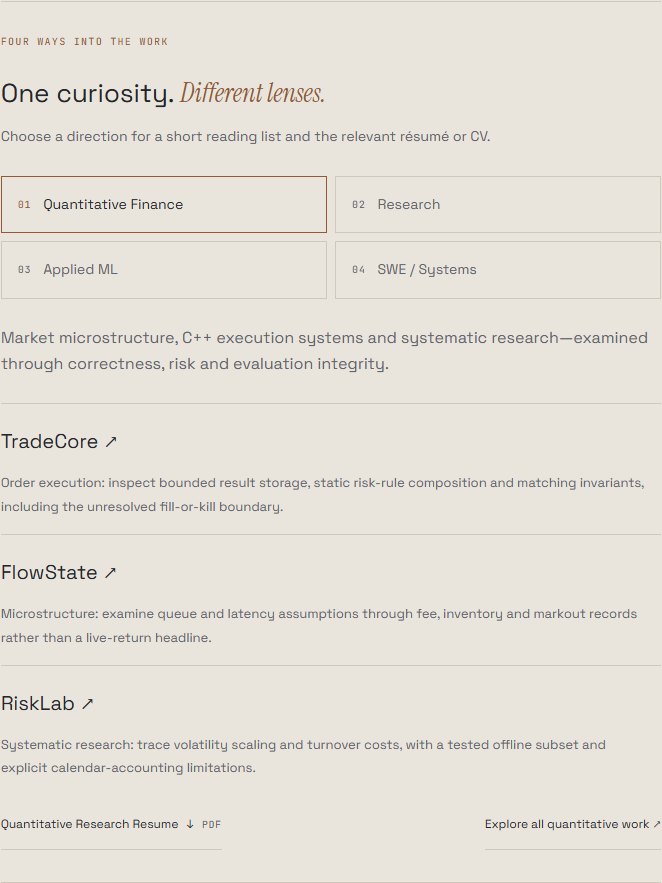 FOUR WAYS INTO THE WORK
One curiosity. Different lenses.
Choose a direction for a short reading list and the relevant résumé or CV.
01 Quantitative Finance
02 Research
03 Applied ML
04 SWE / Systems
Market microstructure, C++ execution systems and systematic research—examined
through correctness, risk and evaluation integrity.
TradeCore ↗
Order execution: inspect bounded result storage, static risk-rule composition and matching invariants,
including the unresolved fill-or-kill boundary.
FlowState ↗
Microstructure: examine queue and latency assumptions through fee, inventory and markout records
rather than a live-return headline.
RiskLab ↗
Systematic research: trace volatility scaling and turnover costs, with a tested offline subset and
explicit calendar-accounting limitations.
Quantitative Research Resume ↓ PDF
Explore all quantitative work ↗